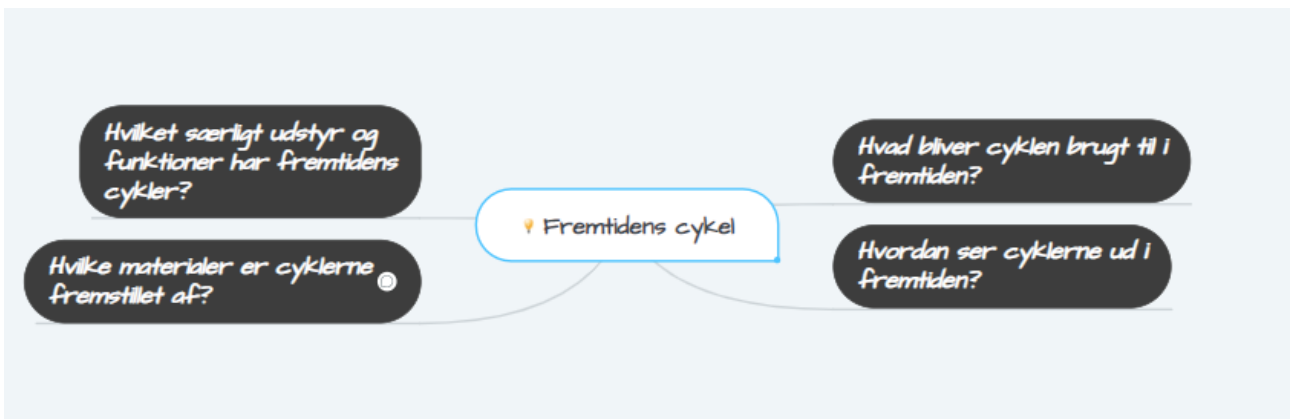 Hvilket særligt udstyr og
funktioner har fremtidens
cykler?
Hvilke materialer er cyklerne
fremstillet af?
Fremtidens cykel
Hvad bliver cyklen brugt til i
fremtiden?
Hvordan ser cyklerne ud i
fremtiden?